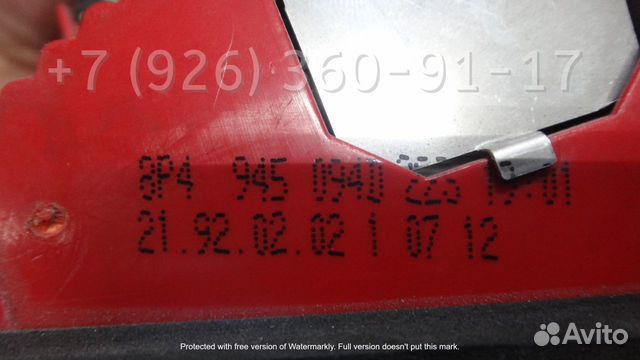 +7 (926) 360-91-17
8P4 945 094D
21.92.02.02 1 07 12
Protected with free version of Watermarkly. Full version doesn't put this mark.
Avito